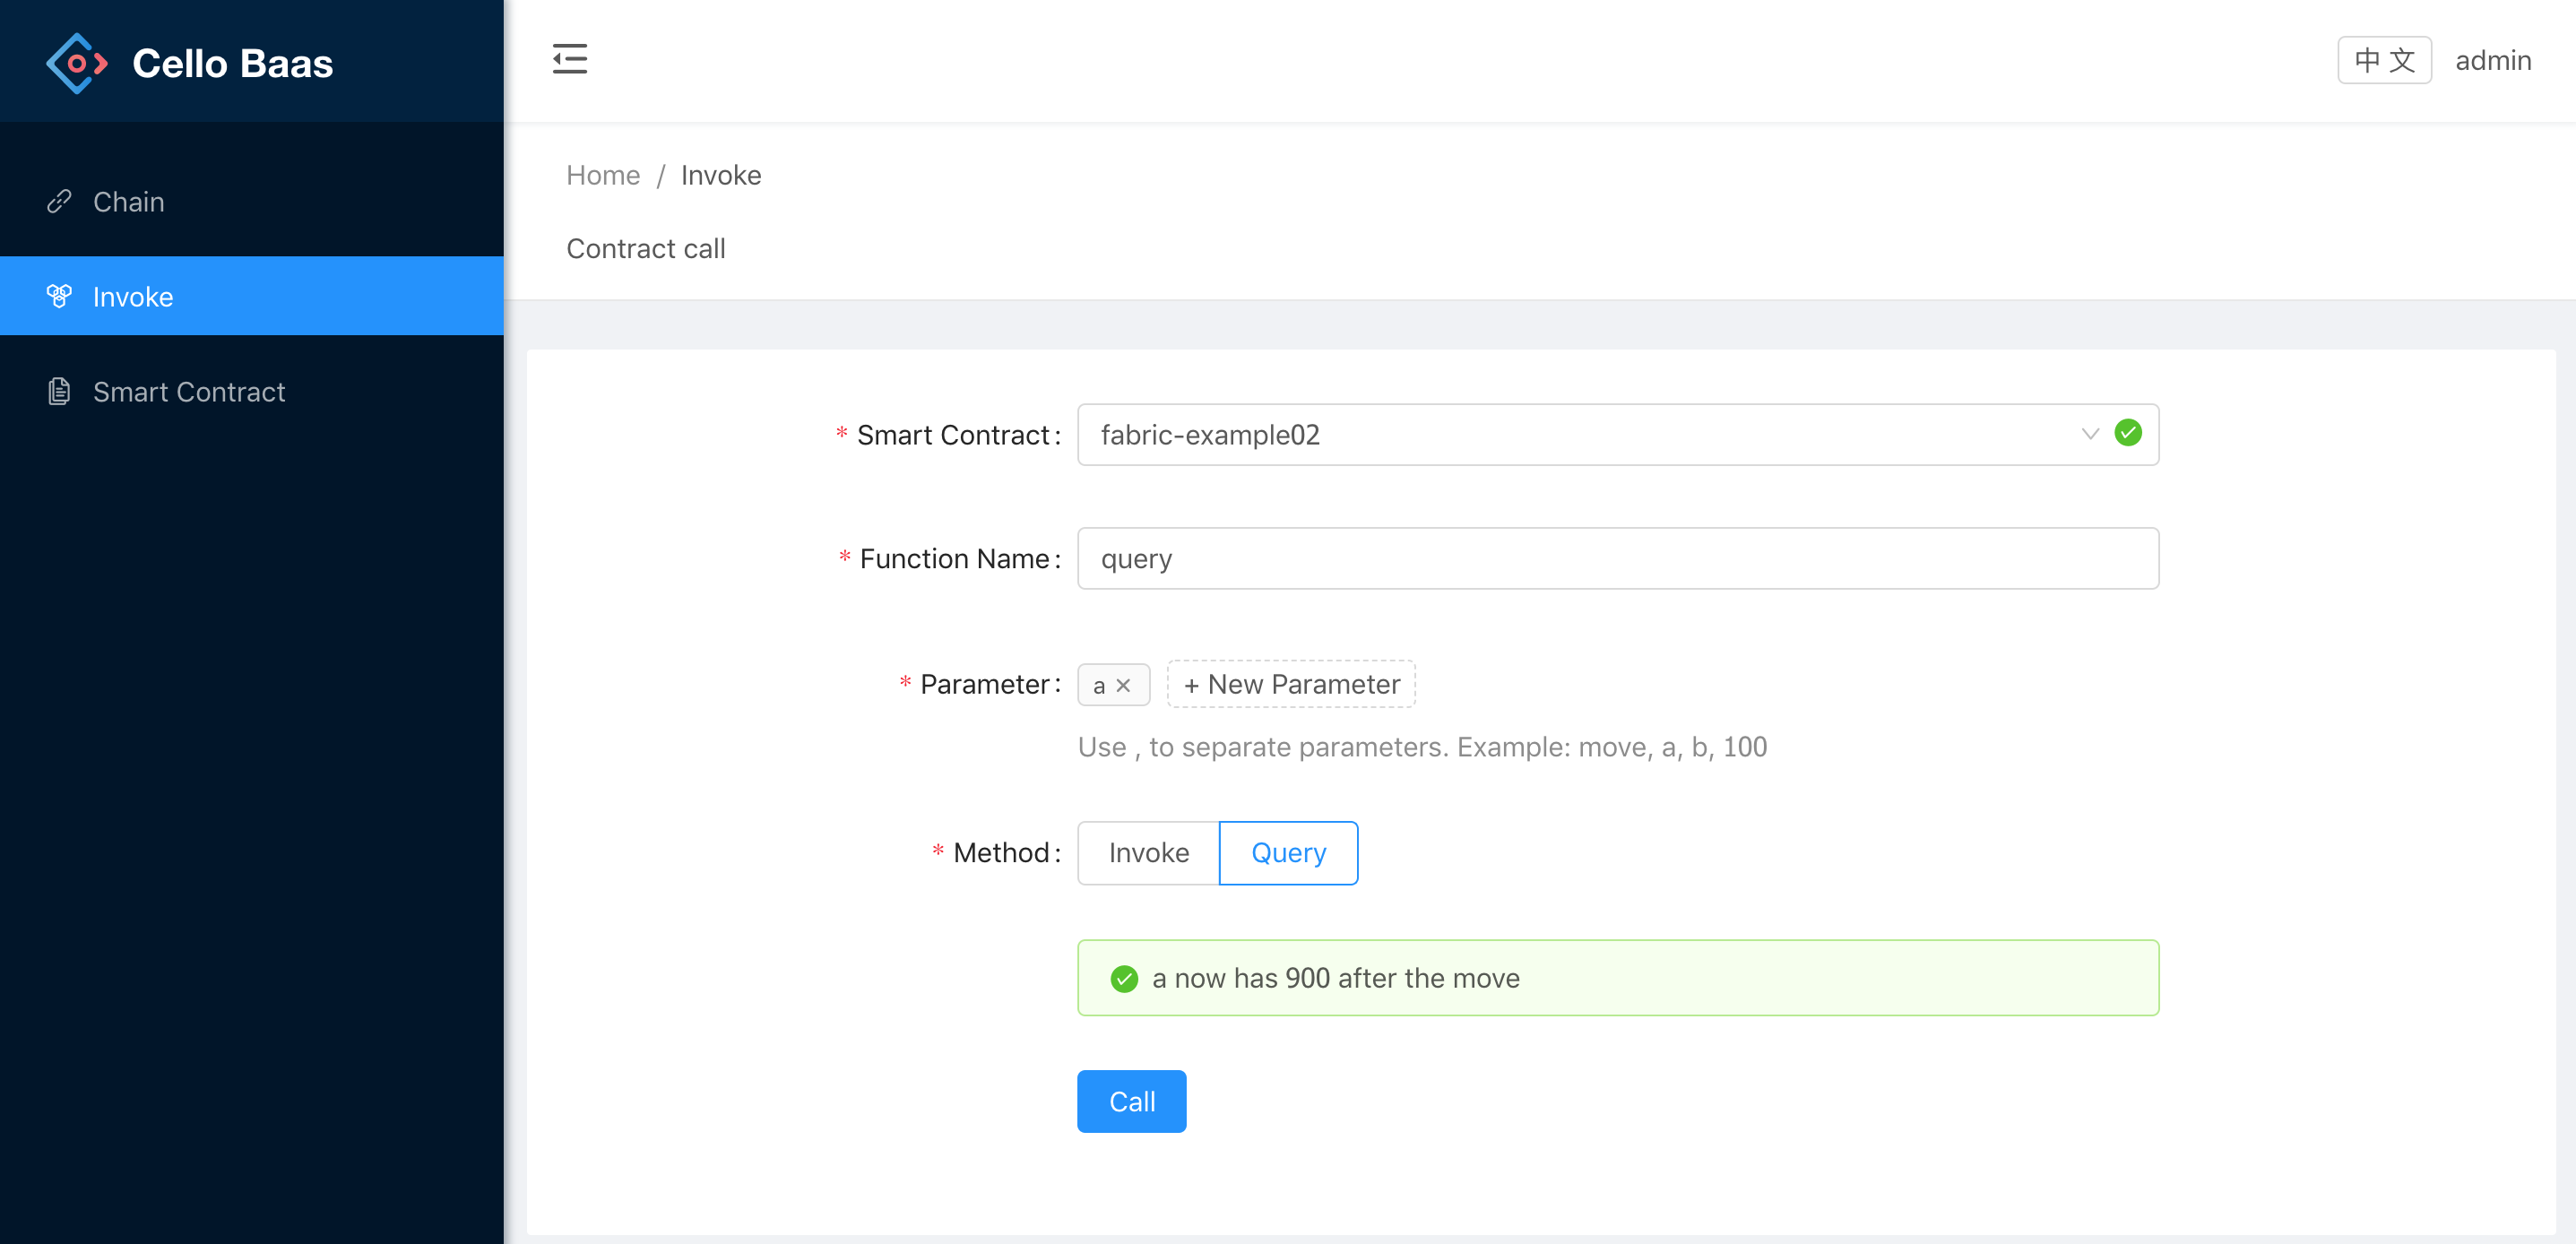 Cello Baas
中文
admin
Chain
Invoke
Smart Contract
Home / Invoke
Contract call
* Smart Contract: fabric-example02
* Function Name: query
* Parameter: a × + New Parameter
Use , to separate parameters. Example: move, a, b, 100
* Method: Invoke Query
a now has 900 after the move
Call